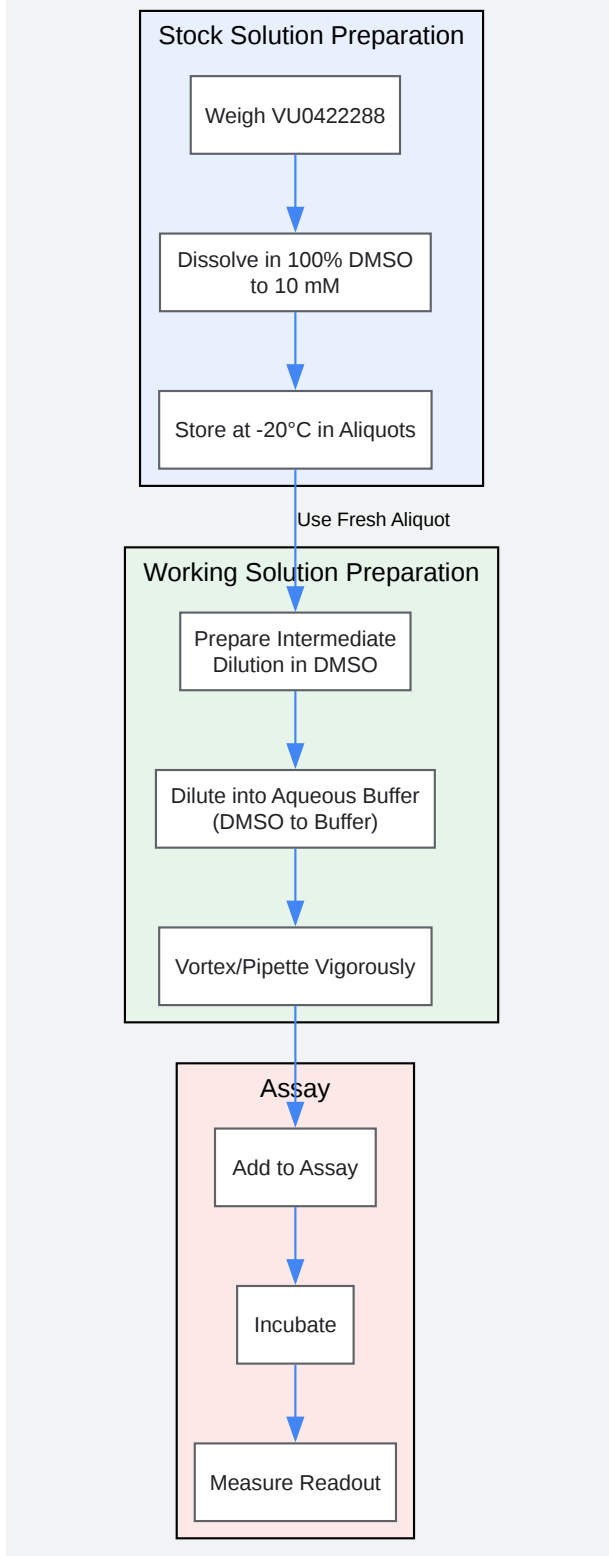 Stock Solution Preparation
Weigh VU0422288
Dissolve in 100% DMSO
to 10 mM
Store at -20°C in Aliquots
Use Fresh Aliquot
Working Solution Preparation
Prepare Intermediate
Dilution in DMSO
Dilute into Aqueous Buffer
(DMSO to Buffer)
Vortex/Pipette Vigorously
Assay
Add to Assay
Incubate
Measure Readout